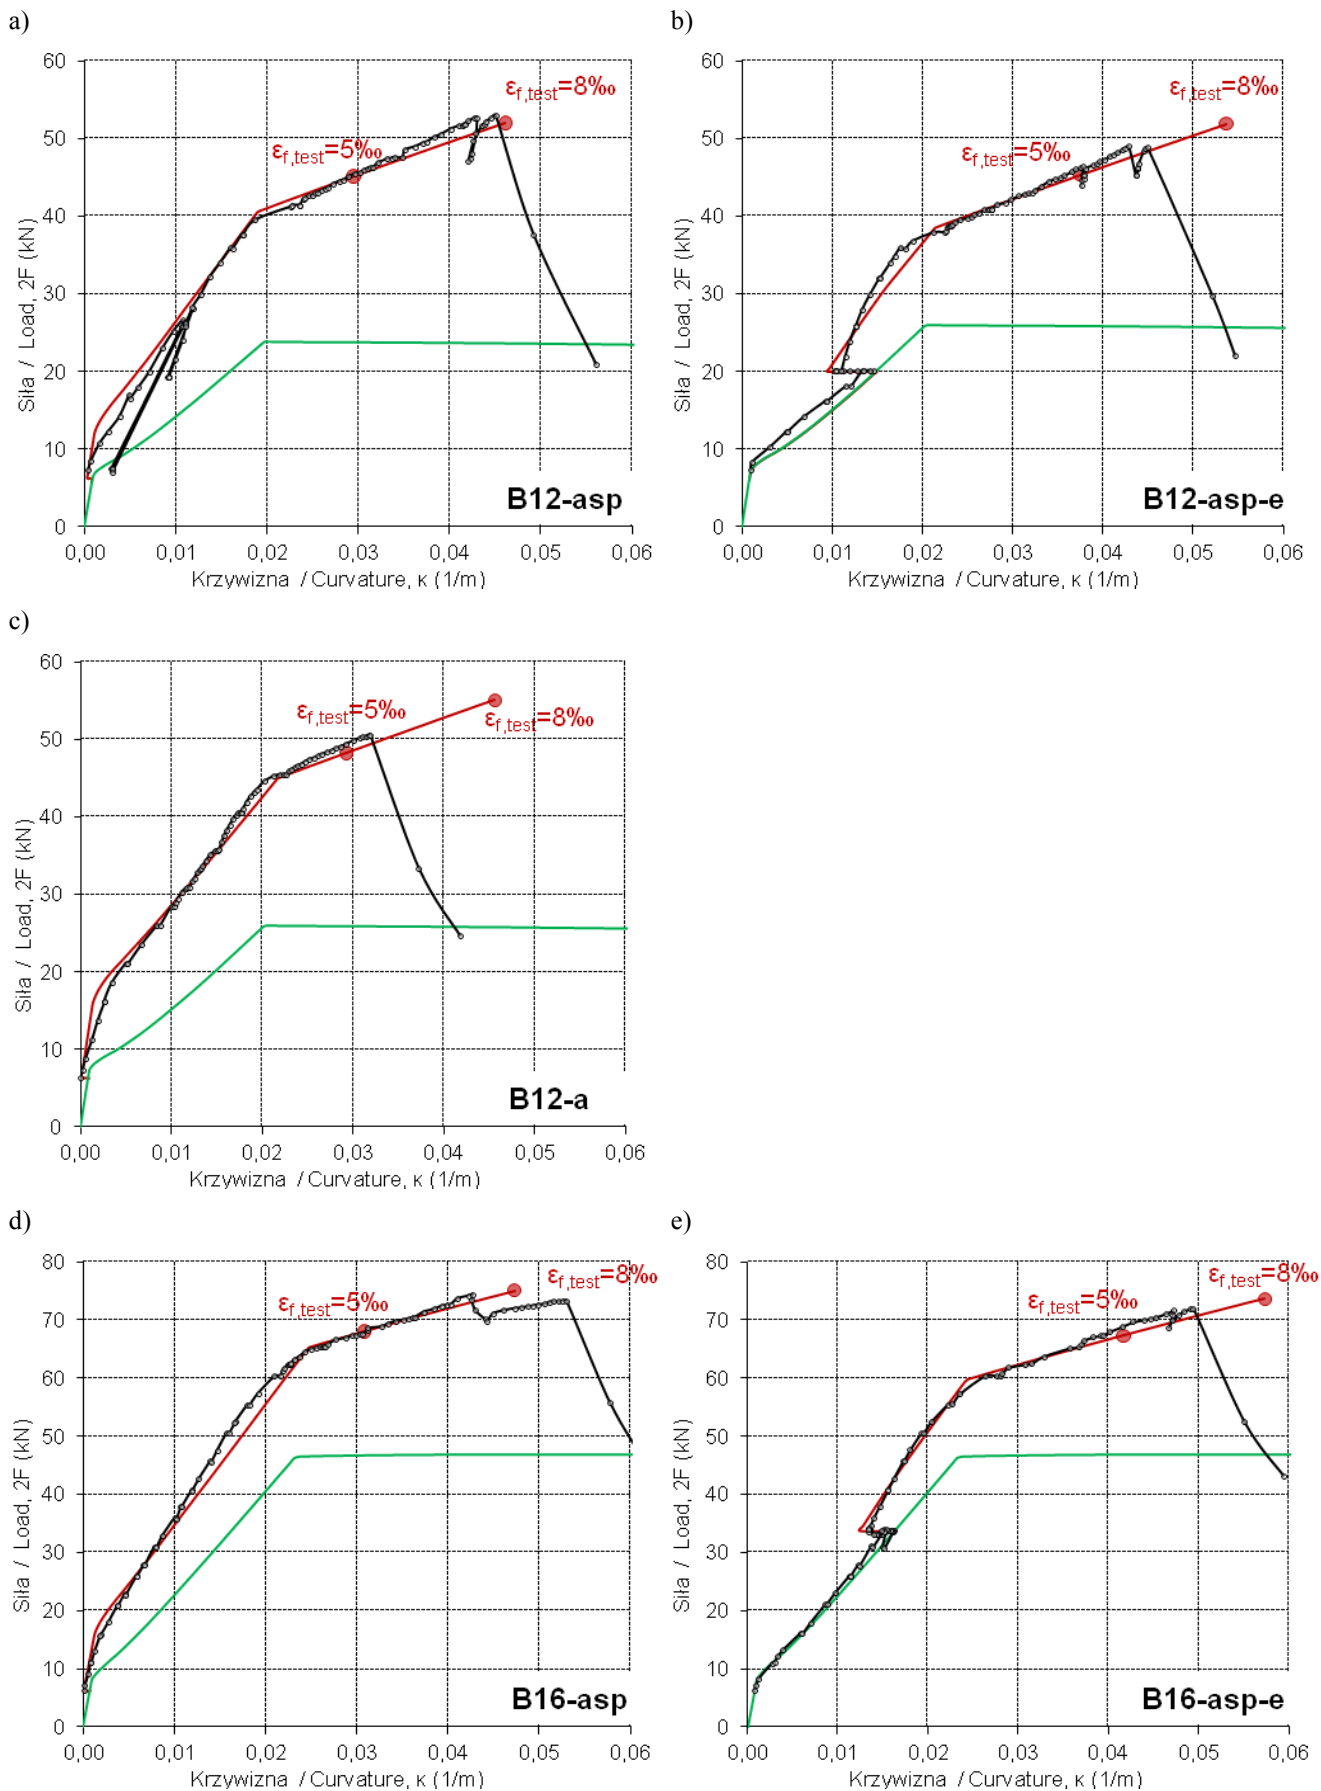 a)
60
50
40
30
20
10
0
Siła / Load, 2F (kN)
εf,test=8‰
εf,test=5‰
B12-asp
0,00 0,01 0,02 0,03 0,04 0,05 0,06
Krzywizna / Curvature, κ (1/m)
b)
60
50
40
30
20
10
0
Siła / Load, 2F (kN)
εf,test=8‰
εf,test=5‰
B12-asp-e
0,00 0,01 0,02 0,03 0,04 0,05 0,06
Krzywizna / Curvature, κ (1/m)
c)
60
50
40
30
20
10
0
Siła / Load, 2F (kN)
εf,test=5‰
εf,test=8‰
B12-a
0,00 0,01 0,02 0,03 0,04 0,05 0,06
Krzywizna / Curvature, κ (1/m)
d)
80
70
60
50
40
30
20
10
0
Siła / Load, 2F (kN)
εf,test=8‰
εf,test=5‰
B16-asp
0,00 0,01 0,02 0,03 0,04 0,05 0,06
Krzywizna / Curvature, κ (1/m)
e)
80
70
60
50
40
30
20
10
0
Siła / Load, 2F (kN)
εf,test=8‰
εf,test=5‰
B16-asp-e
0,00 0,01 0,02 0,03 0,04 0,05 0,06
Krzywizna / Curvature, κ (1/m)